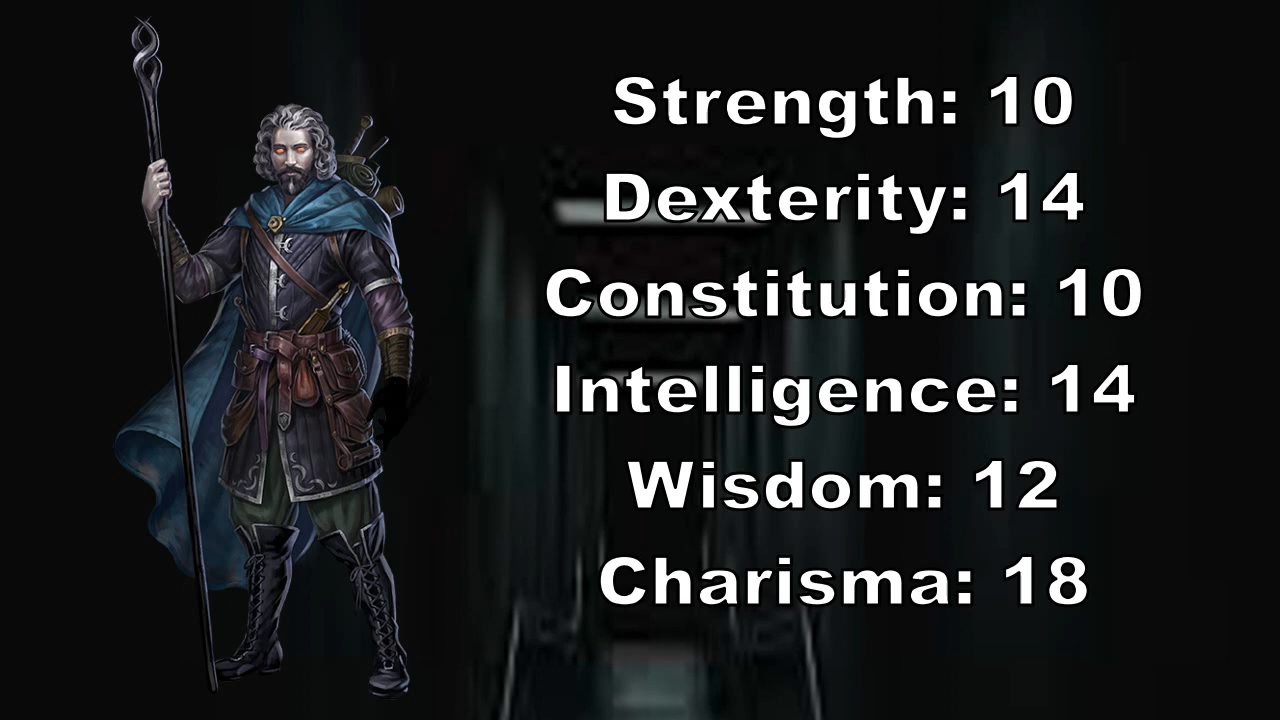 Strength: 10
Dexterity: 14
Constitution: 10
Intelligence: 14
Wisdom: 12
Charisma: 18